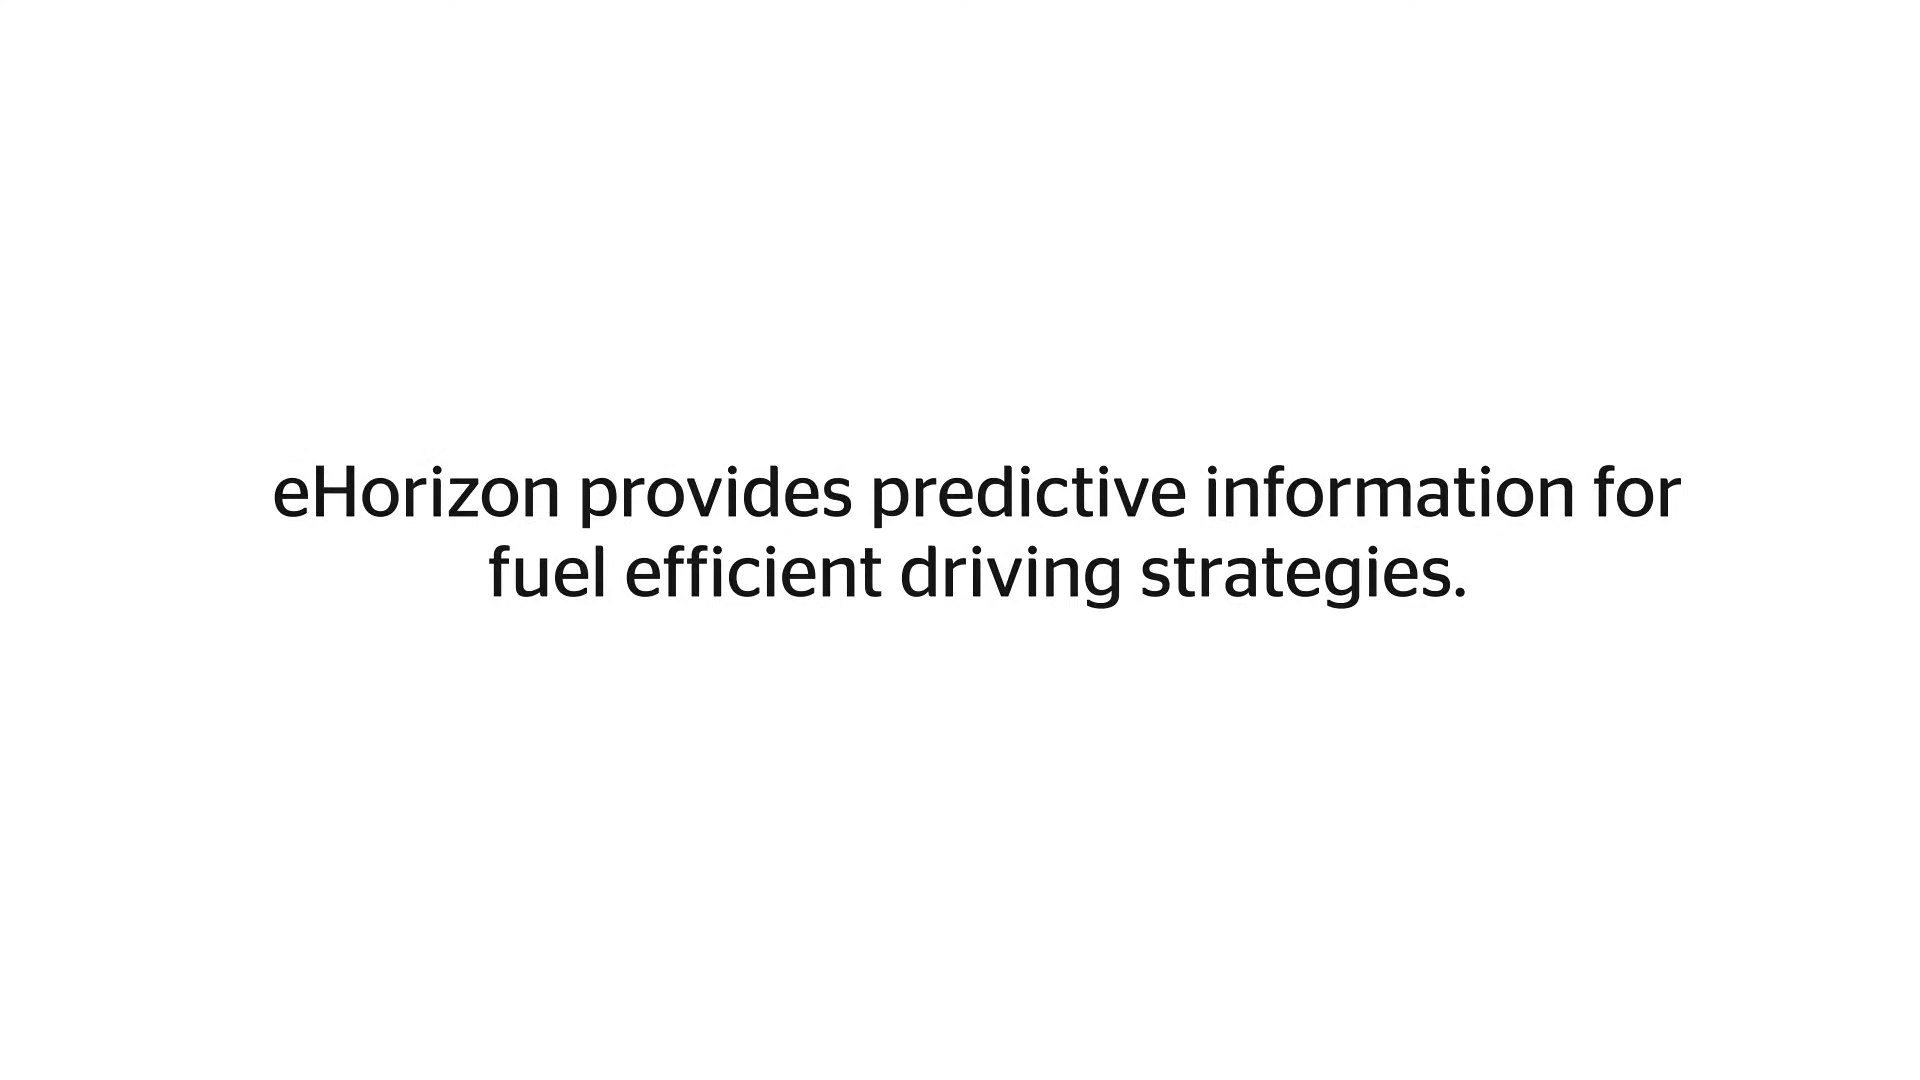 eHorizon provides predictive information for
fuel efficient driving strategies.